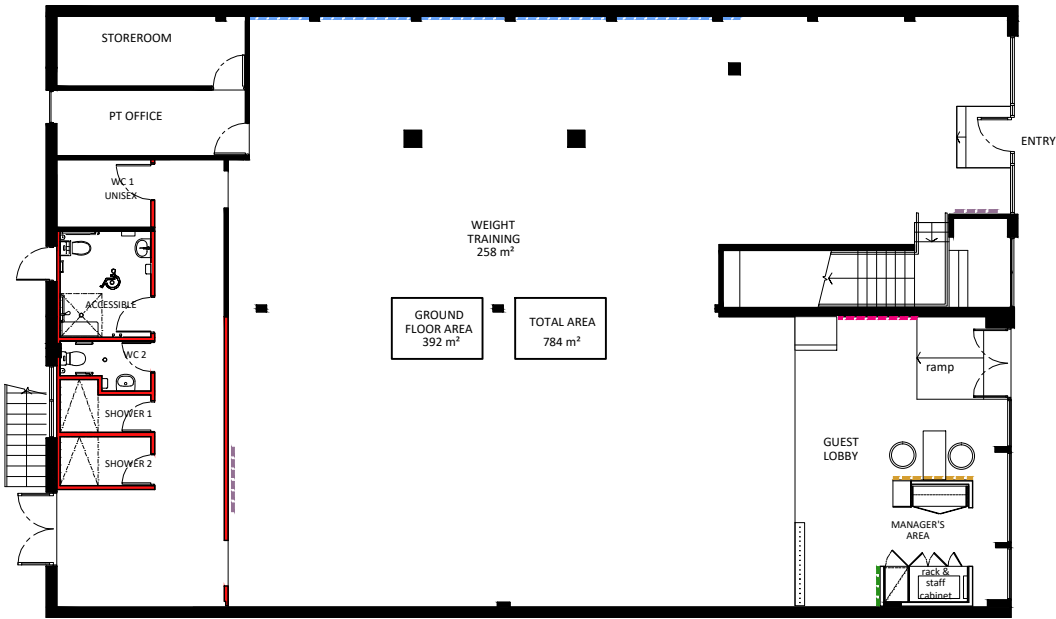 STOREROOM
PT OFFICE
ENTRY
WC 1
UNISEX
WEIGHT
TRAINING
258 m²
ACCESSIBLE
GROUND
FLOOR AREA
392 m²
TOTAL AREA
784 m²
WC 2
ramp
SHOWER 1
GUEST
LOBBY
SHOWER 2
MANAGER'S
AREA
rack &
staff
cabinet